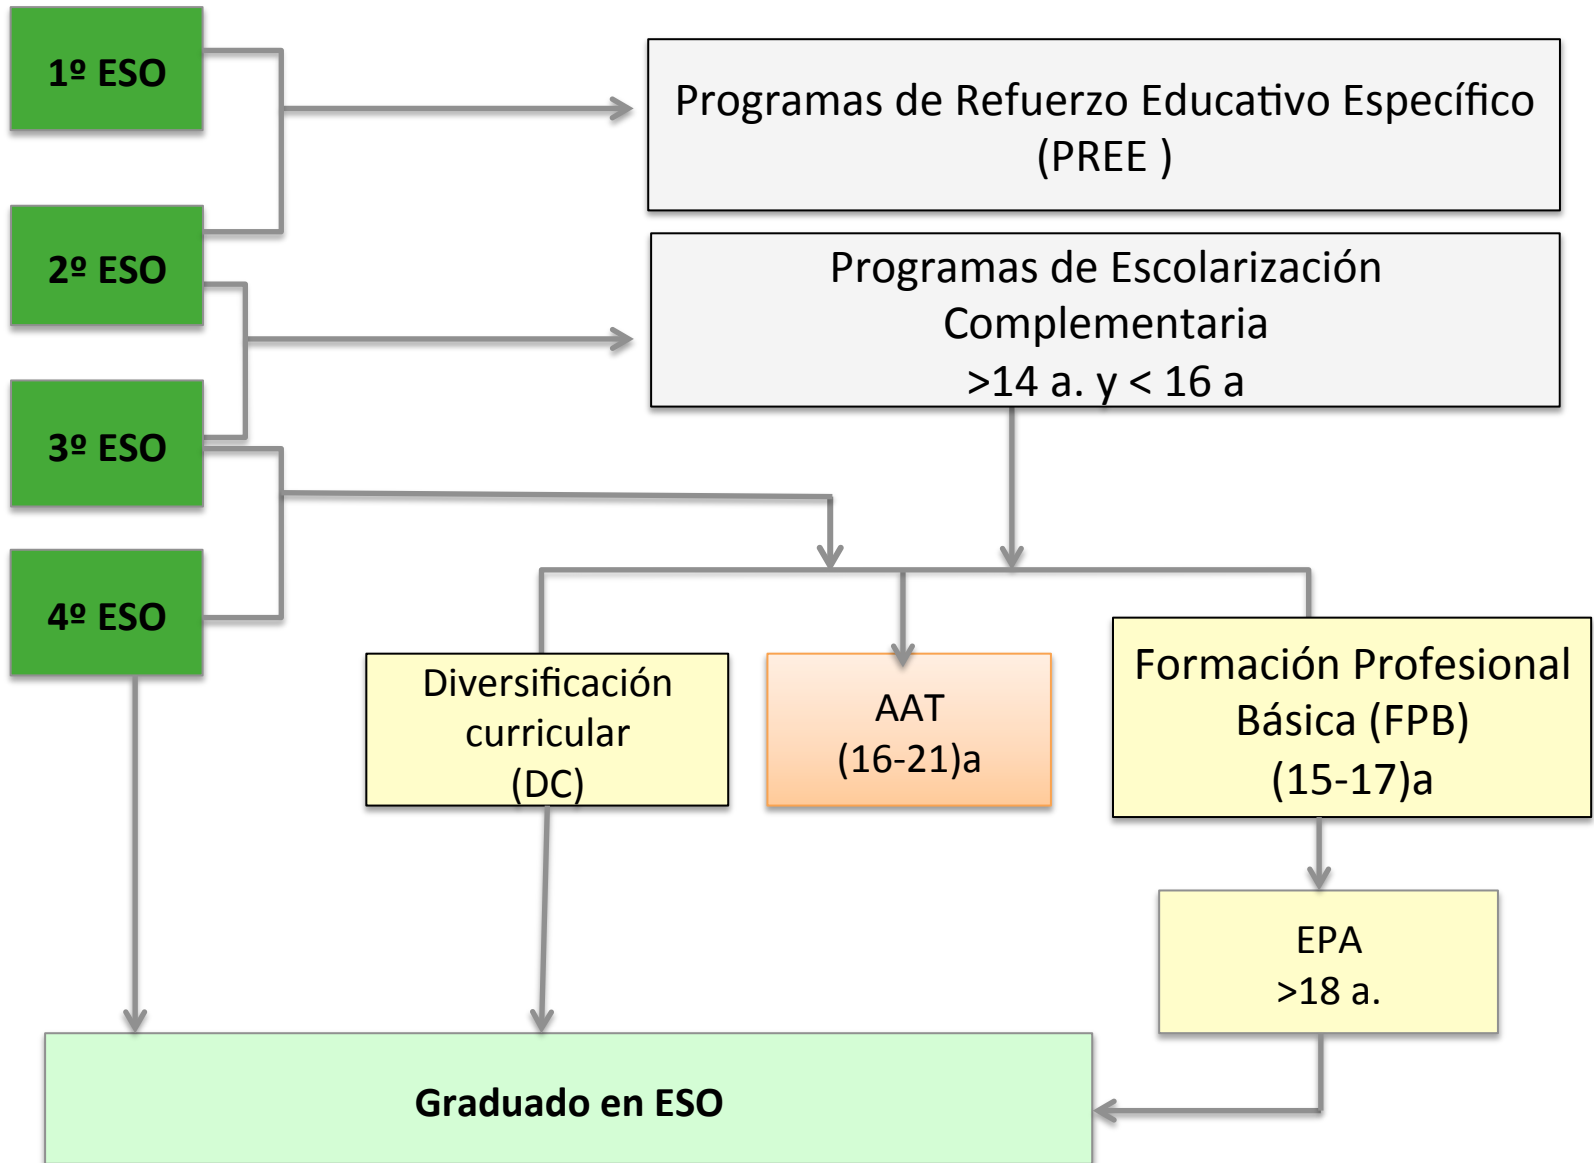 1º ESO
Programas de Refuerzo Educativo Específico
(PREE )
2º ESO
Programas de Escolarización
Complementaria
>14 a. y < 16 a
3º ESO
4º ESO
Diversificación
curricular
(DC)
AAT
(16-21)a
Formación Profesional
Básica (FPB)
(15-17)a
EPA
>18 a.
Graduado en ESO